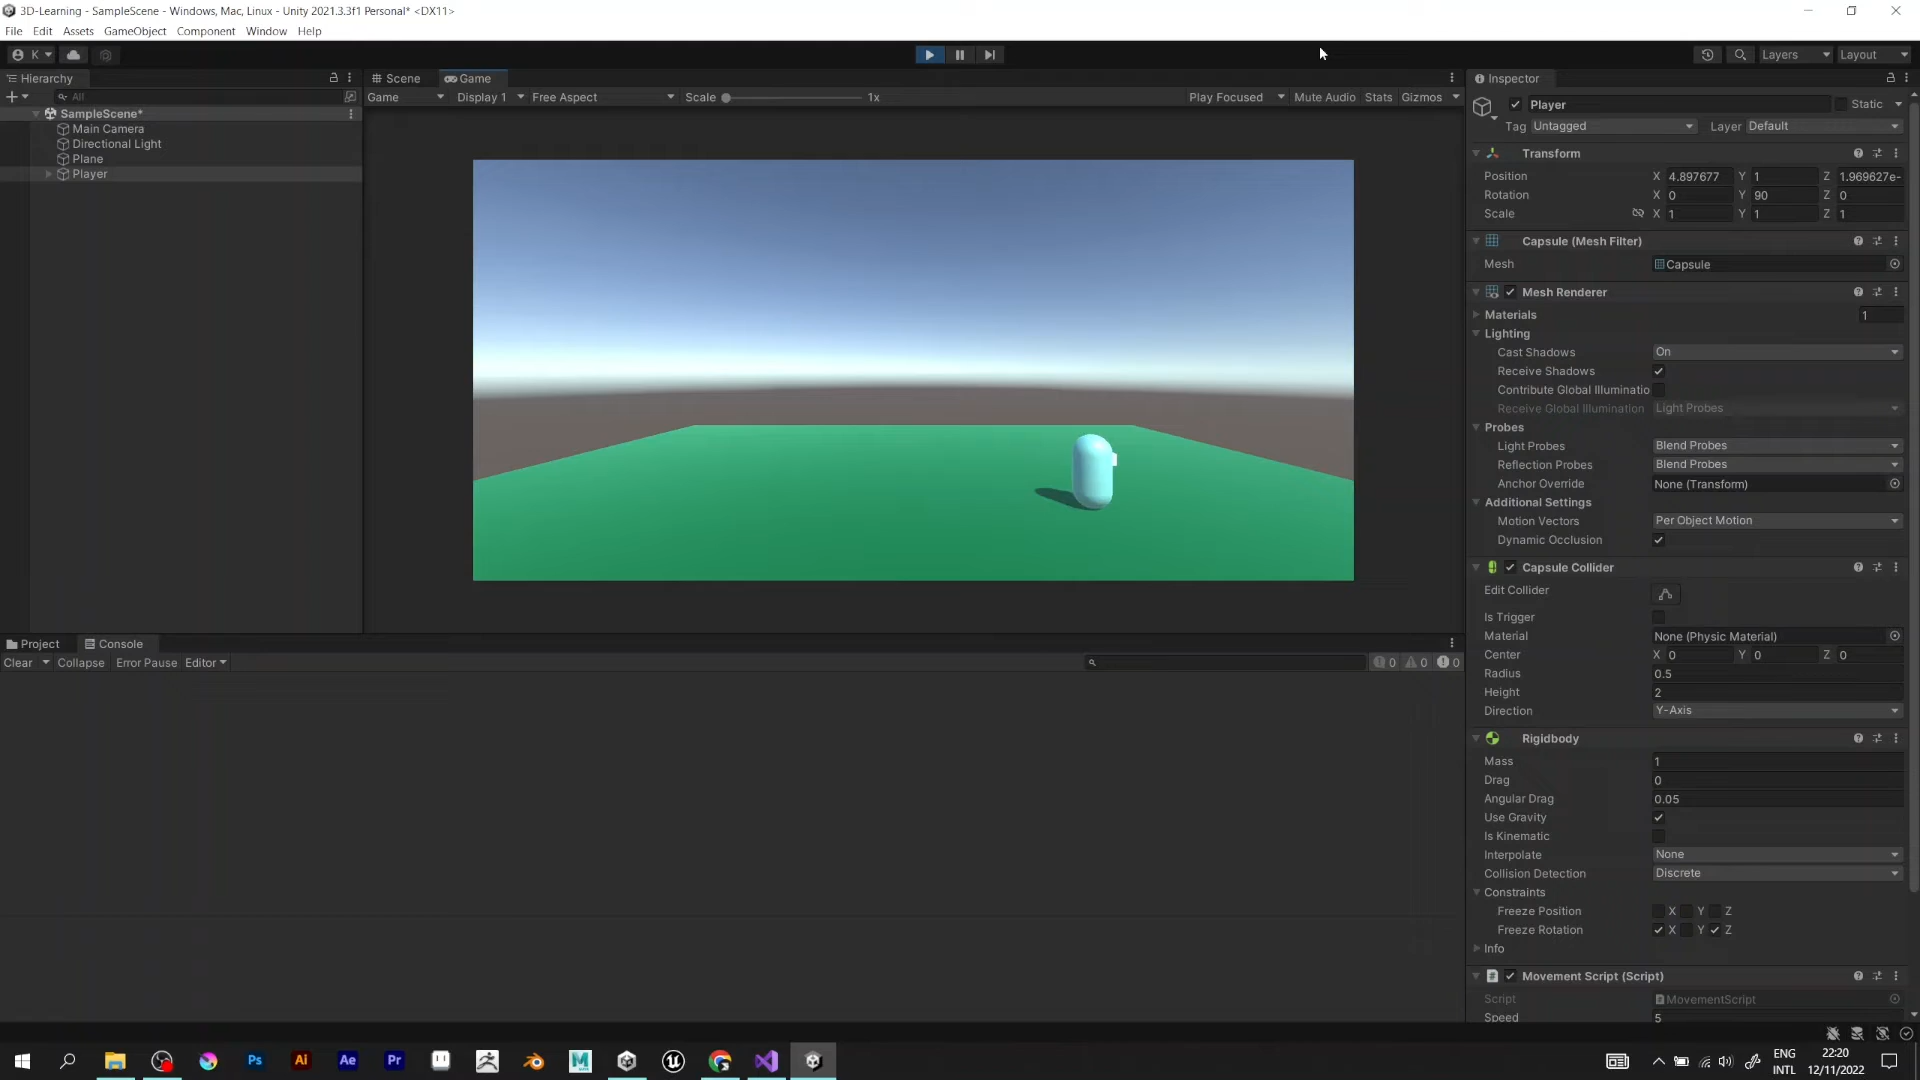 3D-Learning - SampleScene - Windows, Mac, Linux - Unity 2021.3.3f1 Personal* <DX11>
File Edit Assets GameObject Component Window Help
K Layers Layout
Hierarchy Scene Game Inspector
All Game Display 1 Free Aspect Scale 1x Play Focused Mute Audio Stats Gizmos
SampleScene*
Main Camera
Directional Light
Plane
Player
Player Static
Tag Untagged Layer Default
Transform
Position X 4.897677 Y 1 Z 1.969627e-
Rotation X 0 Y 90 Z 0
Scale X 1 Y 1 Z 1
Capsule (Mesh Filter)
Mesh Capsule
Mesh Renderer
Materials 1
Lighting
Cast Shadows On
Receive Shadows
Contribute Global Illuminatio
Receive Global Illumination Light Probes
Probes
Light Probes Blend Probes
Reflection Probes Blend Probes
Anchor Override None (Transform)
Additional Settings
Motion Vectors Per Object Motion
Dynamic Occlusion
Capsule Collider
Edit Collider
Is Trigger
Material None (Physic Material)
Center X 0 Y 0 Z 0
Radius 0.5
Height 2
Direction Y-Axis
Rigidbody
Mass 1
Drag 0
Angular Drag 0.05
Use Gravity
Is Kinematic
Interpolate None
Collision Detection Discrete
Constraints
Freeze Position X Y Z
Freeze Rotation X Y Z
Info
Movement Script (Script)
Script MovementScript
Speed 5
Project Console
Clear Collapse Error Pause Editor 0 0 0
Ps Ai Ae Pr M
ENG
INTL
22:20
12/11/2022